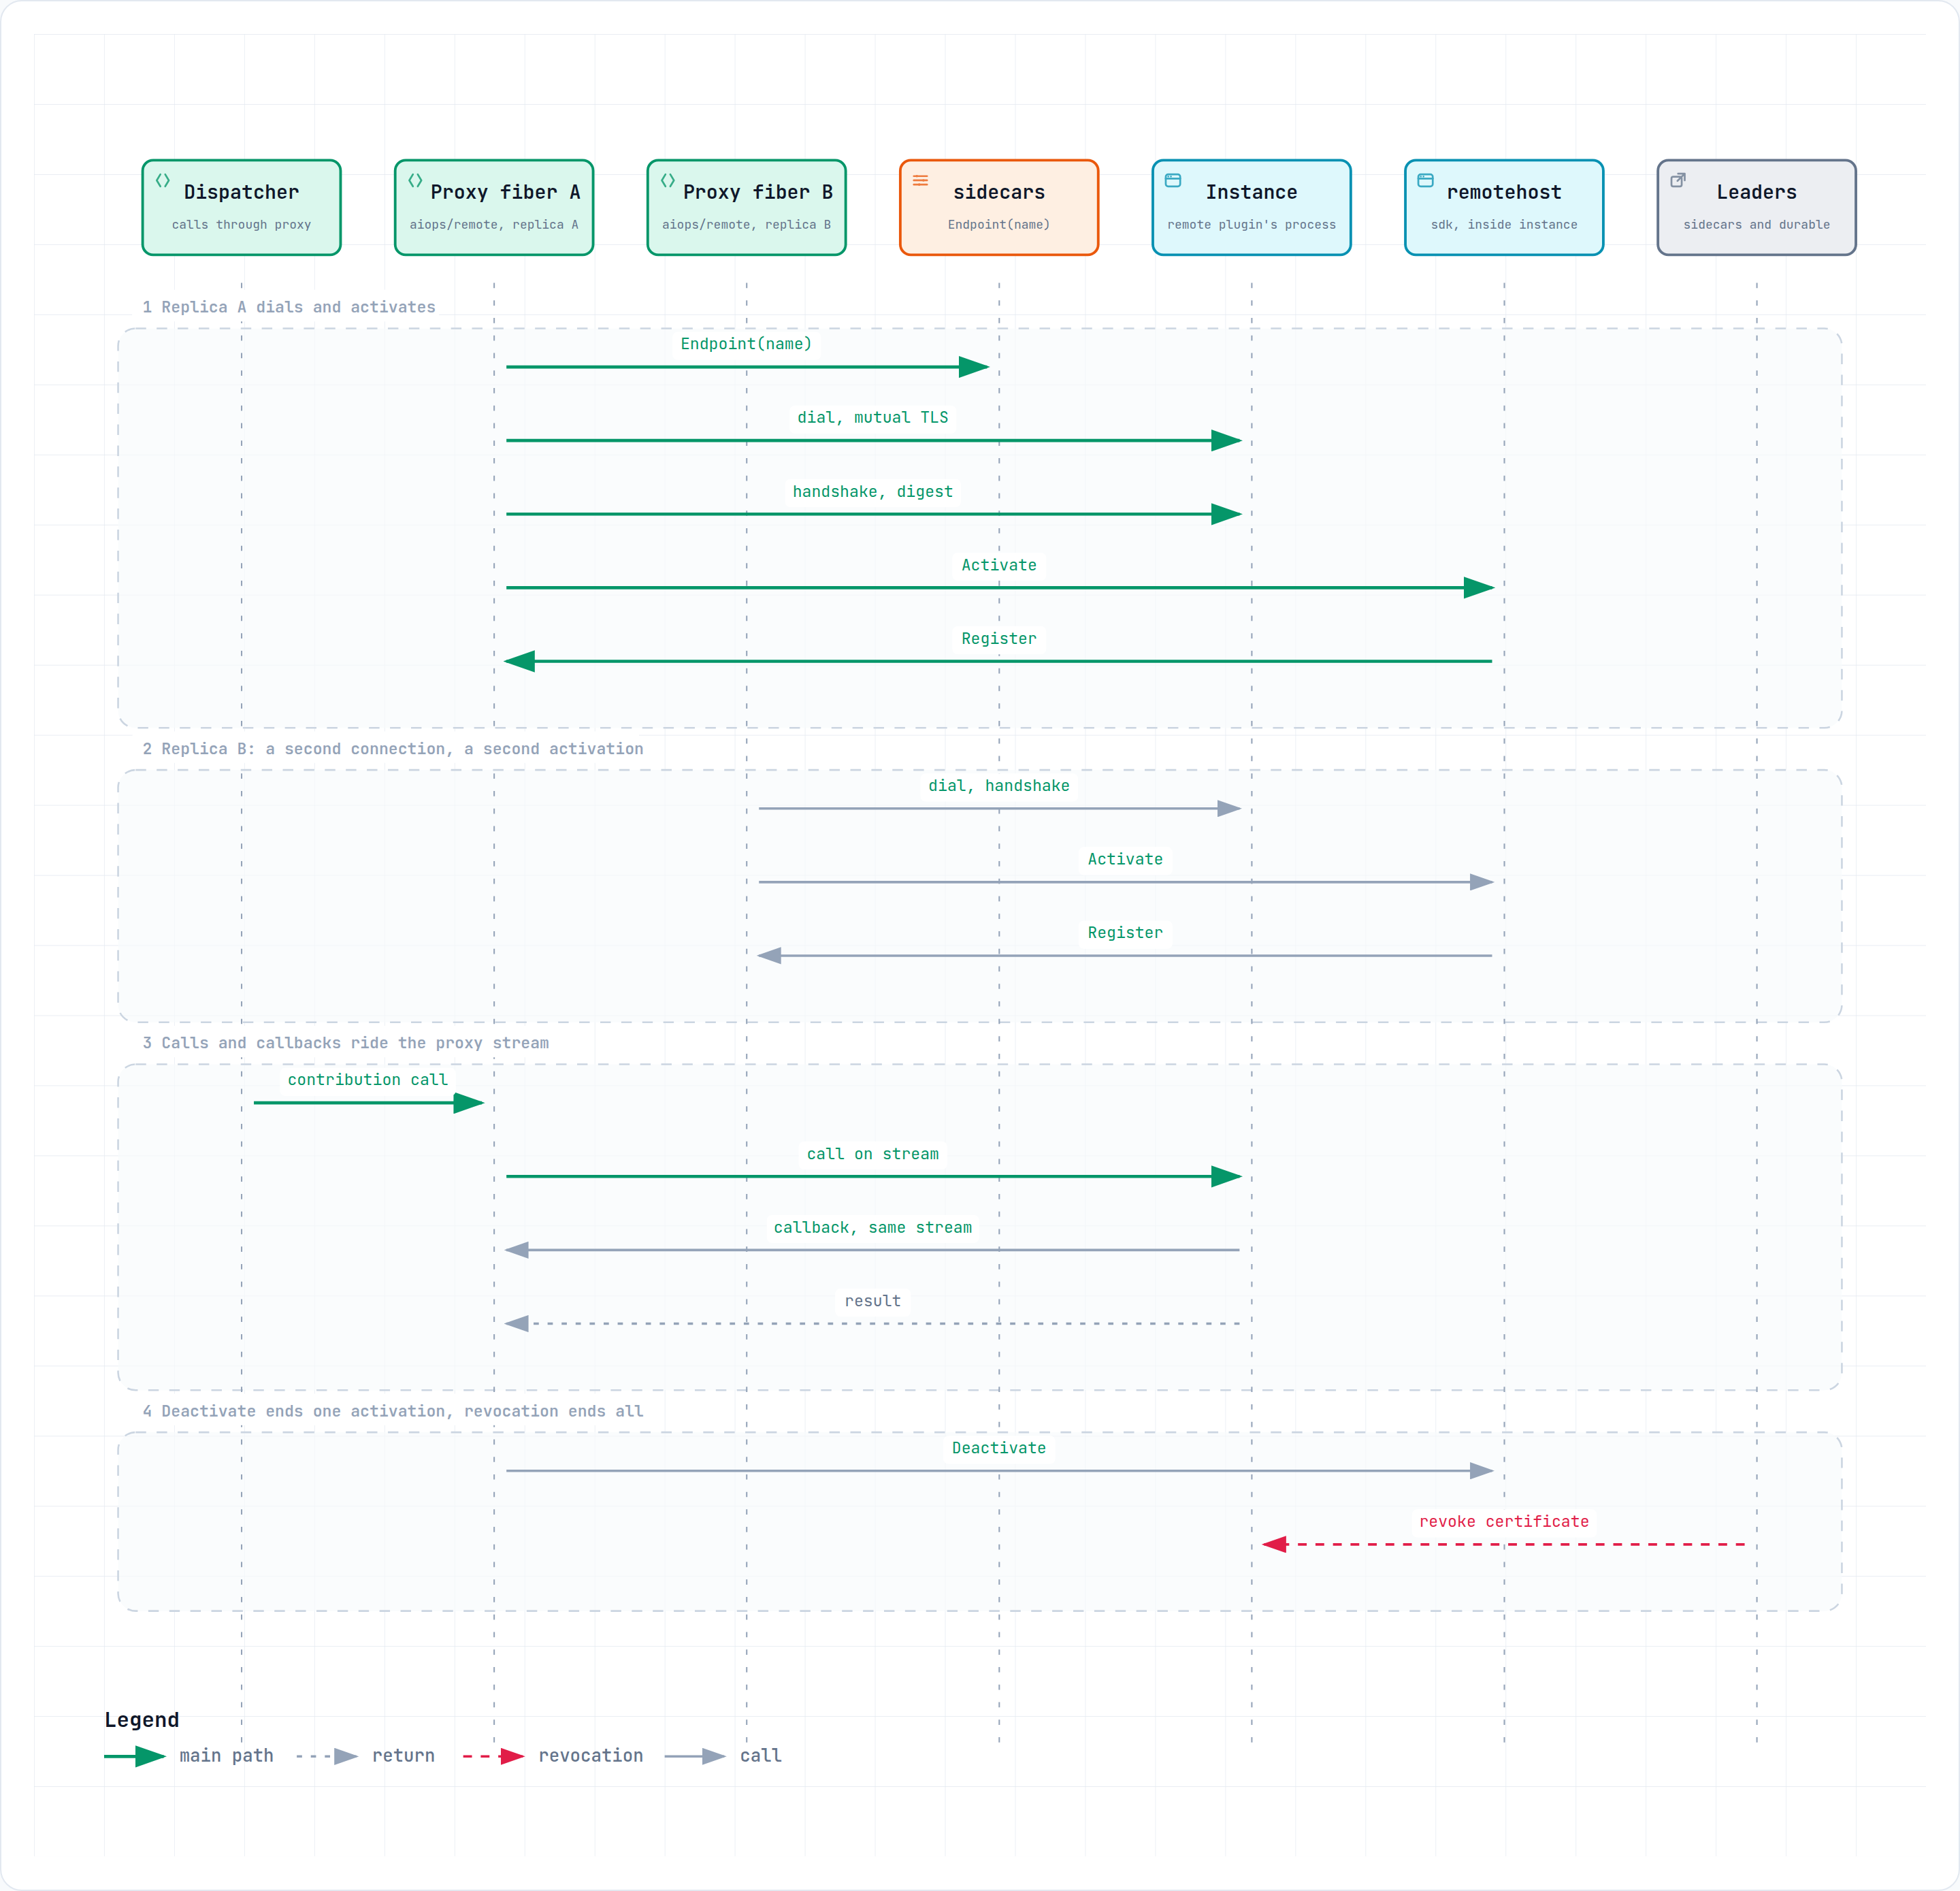 Dispatcher
calls through proxy
Proxy fiber A
aiops/remote, replica A
Proxy fiber B
aiops/remote, replica B
sidecars
Endpoint(name)
Instance
remote plugin's process
remotehost
sdk, inside instance
Leaders
sidecars and durable
1 Replica A dials and activates
Endpoint(name)
dial, mutual TLS
handshake, digest
Activate
Register
2 Replica B: a second connection, a second activation
dial, handshake
Activate
Register
3 Calls and callbacks ride the proxy stream
contribution call
call on stream
callback, same stream
result
4 Deactivate ends one activation, revocation ends all
Deactivate
revoke certificate
Legend
main path
return
revocation
call